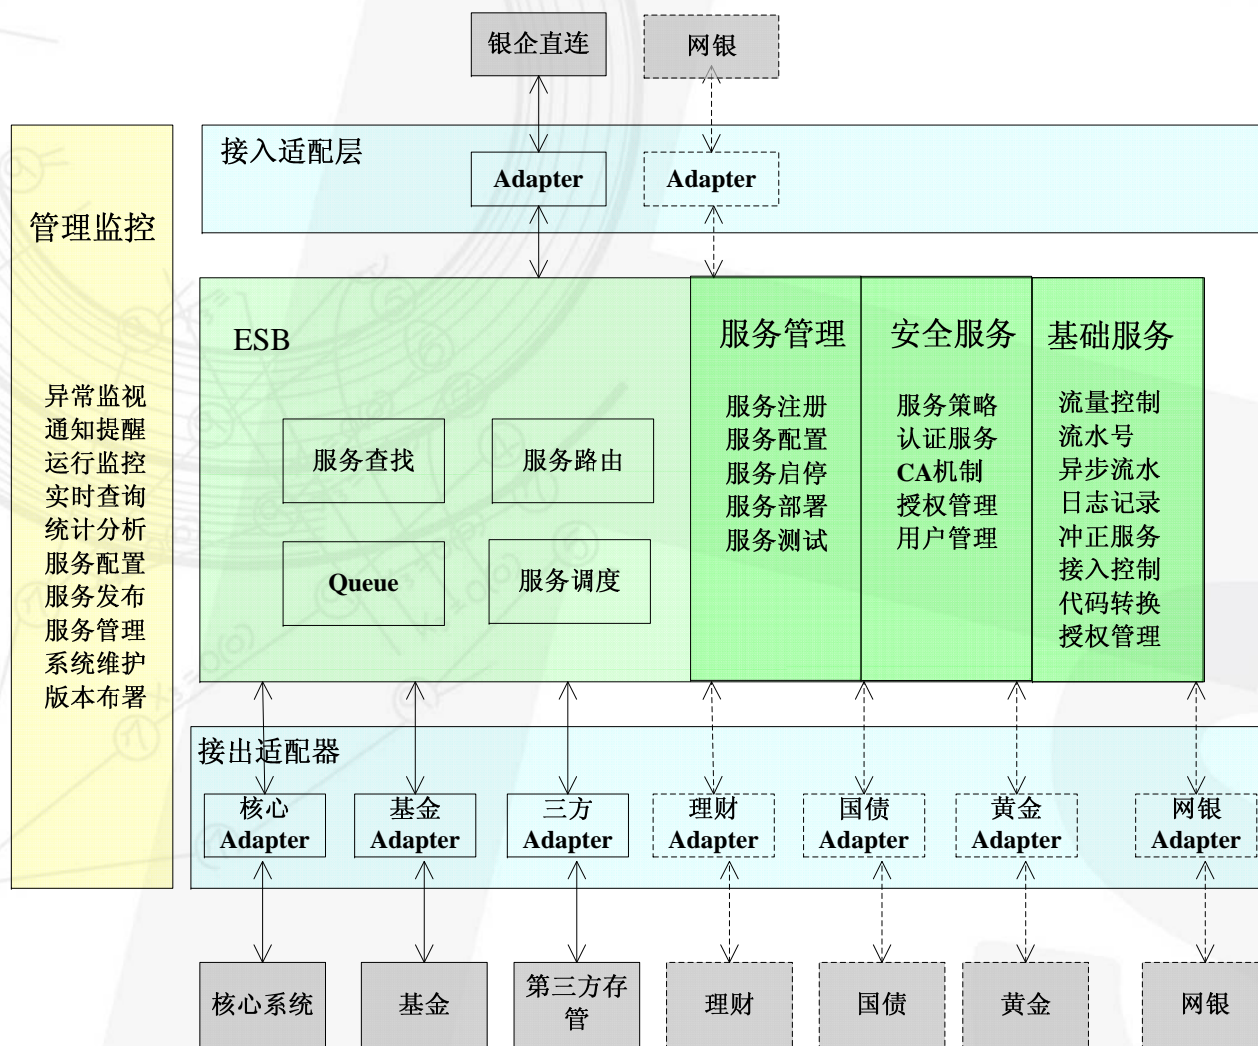 银企直连
网银
接入适配层
Adapter
Adapter
管理监控
异常监视
通知提醒
运行监控
实时查询
统计分析
服务配置
服务发布
服务管理
系统维护
版本布署
ESB
服务查找
服务路由
Queue
服务调度
服务管理
服务注册
服务配置
服务启停
服务部署
服务测试
安全服务
服务策略
认证服务
CA机制
授权管理
用户管理
基础服务
流量控制
流水号
异步流水
日志记录
冲正服务
接入控制
代码转换
授权管理
接出适配器
核心
Adapter
基金
Adapter
三方
Adapter
理财
Adapter
国债
Adapter
黄金
Adapter
网银
Adapter
核心系统
基金
第三方存
管
理财
国债
黄金
网银